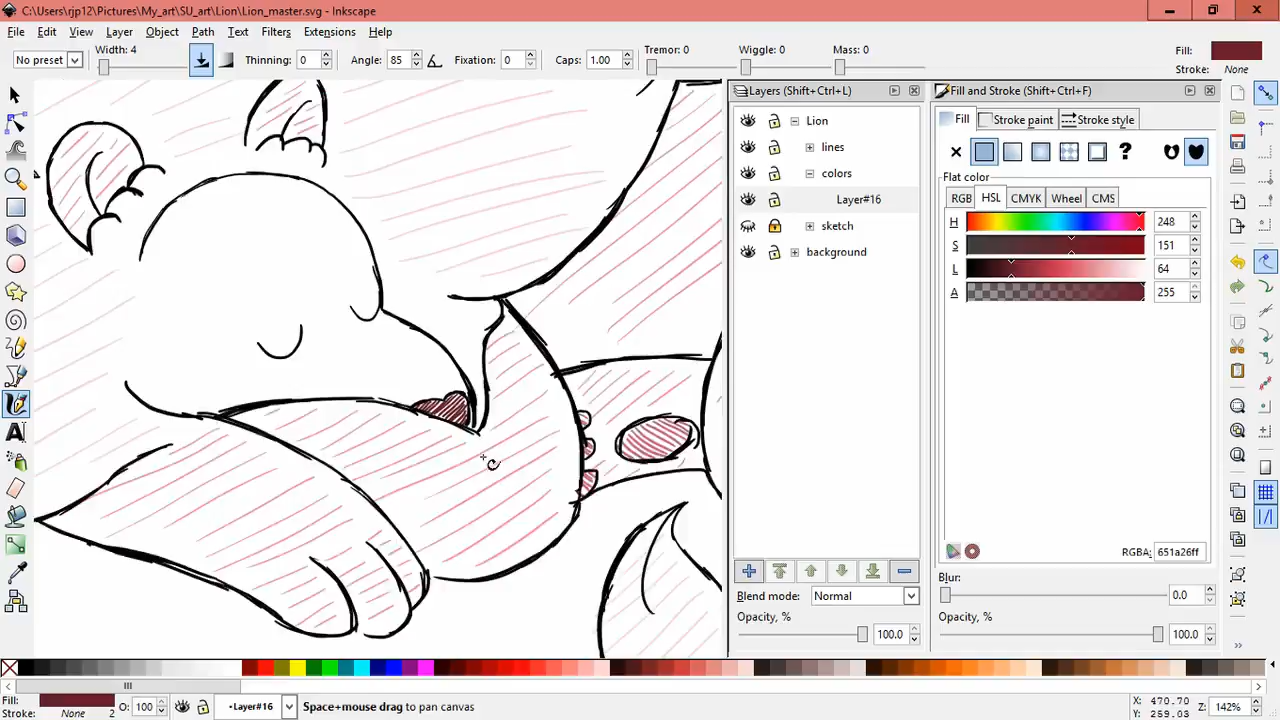 C:\Users\rjp12\Pictures\My_art\SU_art\Lion\Lion_master.svg - Inkscape
File Edit View Layer Object Path Text Filters Extensions Help
No preset Width: 4 Thinning: 0 Angle: 85 Fixation: 0 Caps: 1.00 Tremor: 0 Wiggle: 0 Mass: 0 Fill:
Stroke: None
Layers (Shift+Ctrl+L)
Lion
lines
colors
Layer#16
sketch
background
Blend mode: Normal
Opacity, % 100.0
Fill and Stroke (Shift+Ctrl+F)
Fill Stroke paint Stroke style
?
Flat color
RGB HSL CMYK Wheel CMS
H 248
S 151
L 64
A 255
RGBA: 651a26ff
Blur:
0.0
Opacity, %
100.0
Fill:
Stroke: None 2
O: 100
•Layer#16
Space+mouse drag to pan canvas
X: 470.70
Y: 259.03
Z: 142%